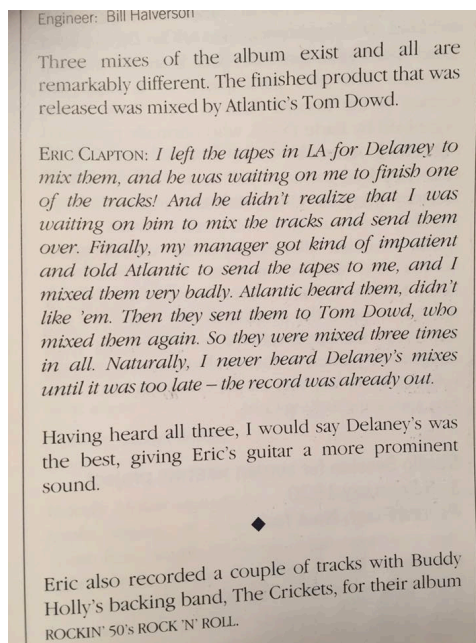 Engineer: Bill Halverson
Three mixes of the album exist and all are
remarkably different. The finished product that was
released was mixed by Atlantic's Tom Dowd.
ERIC CLAPTON: I left the tapes in LA for Delaney to
mix them, and he was waiting on me to finish one
of the tracks! And he didn't realize that I was
waiting on him to mix the tracks and send them
over. Finally, my manager got kind of impatient
and told Atlantic to send the tapes to me, and I
mixed them very badly. Atlantic heard them, didn't
like 'em. Then they sent them to Tom Dowd, who
mixed them again. So they were mixed three times
in all. Naturally, I never heard Delaney's mixes
until it was too late – the record was already out.
Having heard all three, I would say Delaney's was
the best, giving Eric's guitar a more prominent
sound.
Eric also recorded a couple of tracks with Buddy
Holly's backing band, The Crickets, for their album
ROCKIN' 50's ROCK 'N' ROLL.